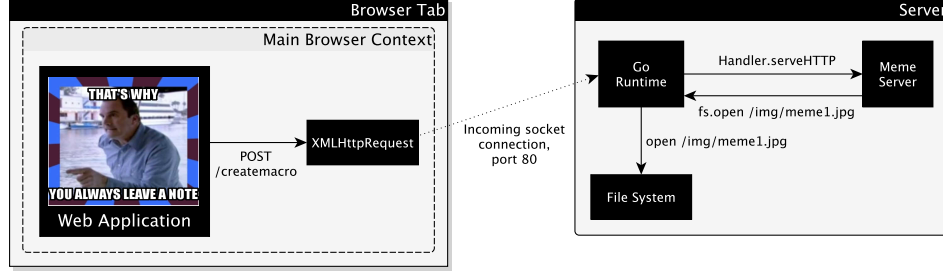 Browser Tab
Main Browser Context
THAT'S WHY
YOU ALWAYS LEAVE A NOTE
Web Application
POST
/createmacro
XMLHttpRequest
Incoming socket
connection,
port 80
Server
Go
Runtime
Handler.serveHTTP
Meme
Server
fs.open /img/meme1.jpg
open /img/meme1.jpg
File System